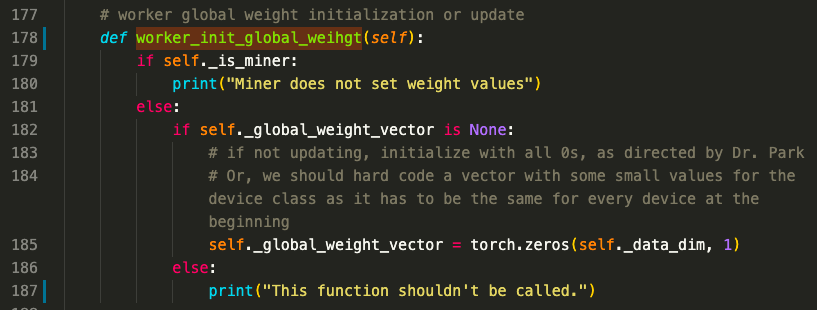 177 # worker global weight initialization or update
178 def worker_init_global_weihgt(self):
179 if self._is_miner:
180 print("Miner does not set weight values")
181 else:
182 if self._global_weight_vector is None:
183 # if not updating, initialize with all 0s, as directed by Dr. Park
184 # Or, we should hard code a vector with some small values for the
device class as it has to be the same for every device at the
beginning
185 self._global_weight_vector = torch.zeros(self._data_dim, 1)
186 else:
187 print("This function shouldn't be called.")